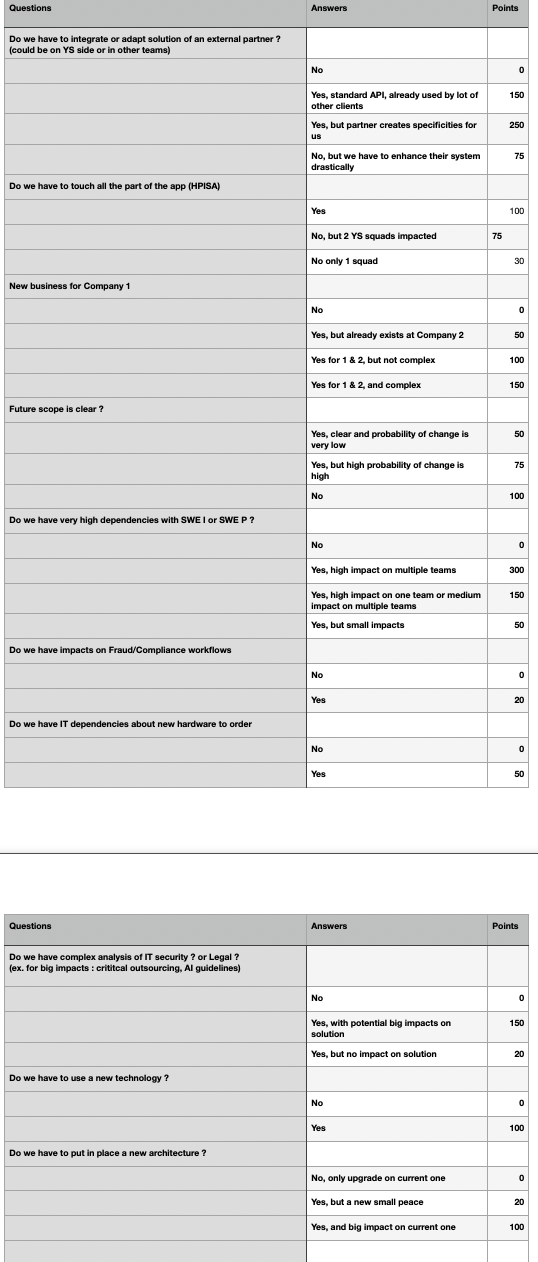 Questions Answers Points
Do we have to integrate or adapt solution of an external partner ?
(could be on YS side or in other teams)
No 0
Yes, standard API, already used by lot of 150
other clients
Yes, but partner creates specificities for 250
us
No, but we have to enhance their system 75
drastically
Do we have to touch all the part of the app (HPISA)
Yes 100
No, but 2 YS squads impacted 75
No only 1 squad 30
New business for Company 1
No 0
Yes, but already exists at Company 2 50
Yes for 1 & 2, but not complex 100
Yes for 1 & 2, and complex 150
Future scope is clear ?
Yes, clear and probability of change is 50
very low
Yes, but high probability of change is 75
high
No 100
Do we have very high dependencies with SWE I or SWE P ?
No 0
Yes, high impact on multiple teams 300
Yes, high impact on one team or medium 150
impact on multiple teams
Yes, but small impacts 50
Do we have impacts on Fraud/Compliance workflows
No 0
Yes 20
Do we have IT dependencies about new hardware to order
No 0
Yes 50
Questions Answers Points
Do we have complex analysis of IT security ? or Legal ?
(ex. for big impacts : crititcal outsourcing, AI guidelines)
No 0
Yes, with potential big impacts on 150
solution
Yes, but no impact on solution 20
Do we have to use a new technology ?
No 0
Yes 100
Do we have to put in place a new architecture ?
No, only upgrade on current one 0
Yes, but a new small peace 20
Yes, and big impact on current one 100